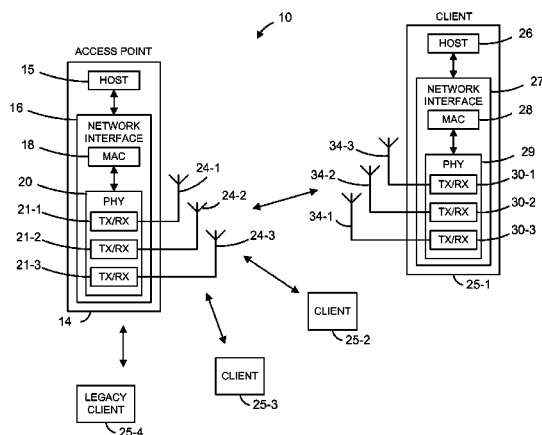 10
ACCESS POINT
15
HOST
16
NETWORK
INTERFACE
18
MAC
20
PHY
21-1
TX/RX
21-2
TX/RX
21-3
TX/RX
14
24-1
24-2
24-3
CLIENT
HOST
26
27
NETWORK
INTERFACE
MAC
28
29
PHY
34-3
TX/RX
30-1
34-2
TX/RX
30-2
34-1
TX/RX
30-3
25-1
CLIENT
25-2
CLIENT
25-3
LEGACY
CLIENT
25-4